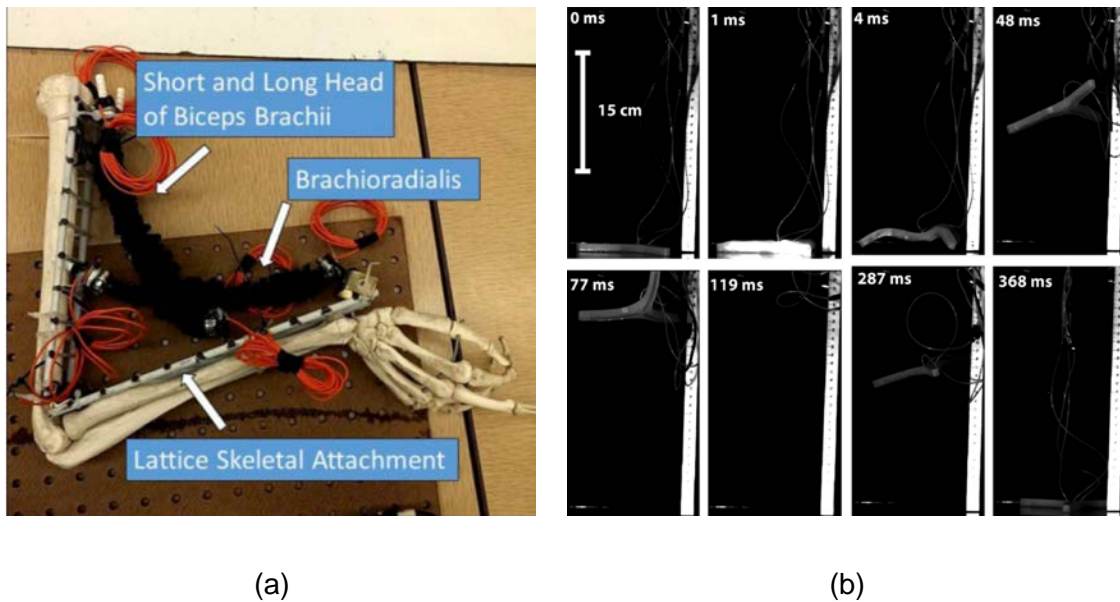 Short and Long Head
of Biceps Brachii
Brachioradialis
Lattice Skeletal Attachment
0 ms
1 ms
4 ms
48 ms
15 cm
77 ms
119 ms
287 ms
368 ms
(a)
(b)